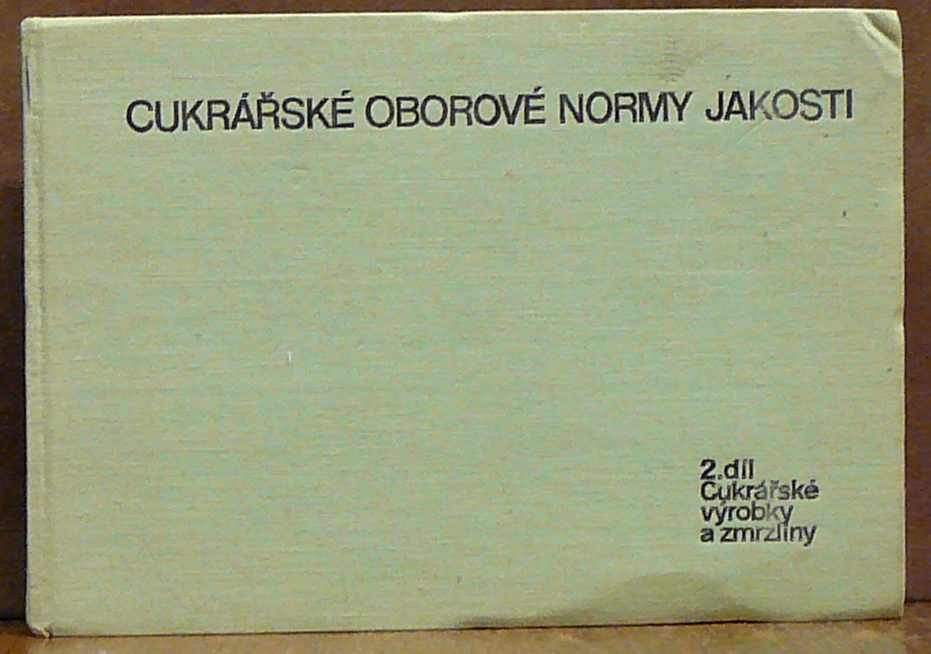 CUKRÁŘSKÉ OBOROVÉ NORMY JAKOSTI
2.díl
Cukrářské
výrobky
a zmrzliny